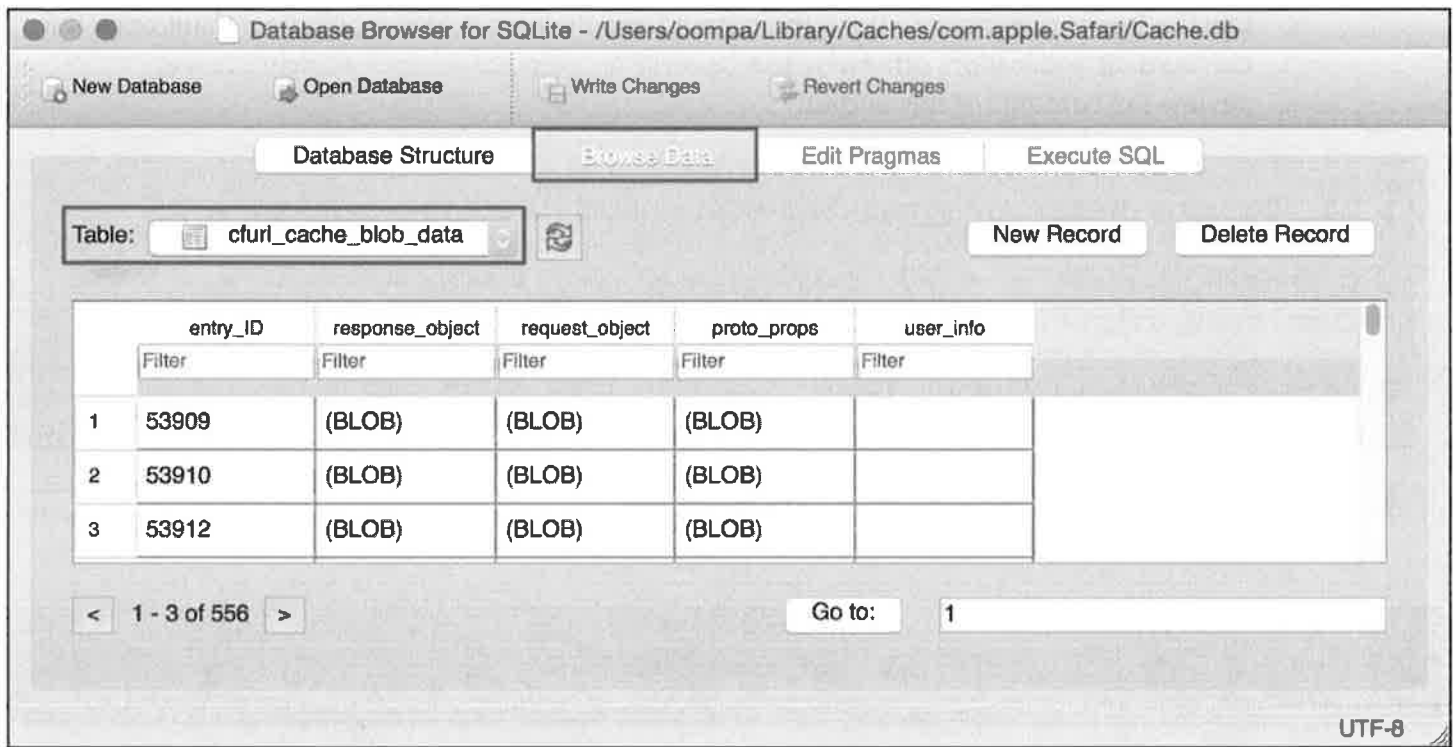 Database Browser for SQLite - /Users/oompa/Library/Caches/com.apple.Safari/Cache.db
New Database Open Database Write Changes Revert Changes
Database Structure Browse Data Edit Pragmas Execute SQL
Table: cfurl_cache_blob_data New Record Delete Record
entry_ID response_object request_object proto_props user_info
Filter Filter Filter Filter Filter
1 53909 (BLOB) (BLOB) (BLOB)
2 53910 (BLOB) (BLOB) (BLOB)
3 53912 (BLOB) (BLOB) (BLOB)
< 1 - 3 of 556 > Go to: 1
UTF-8